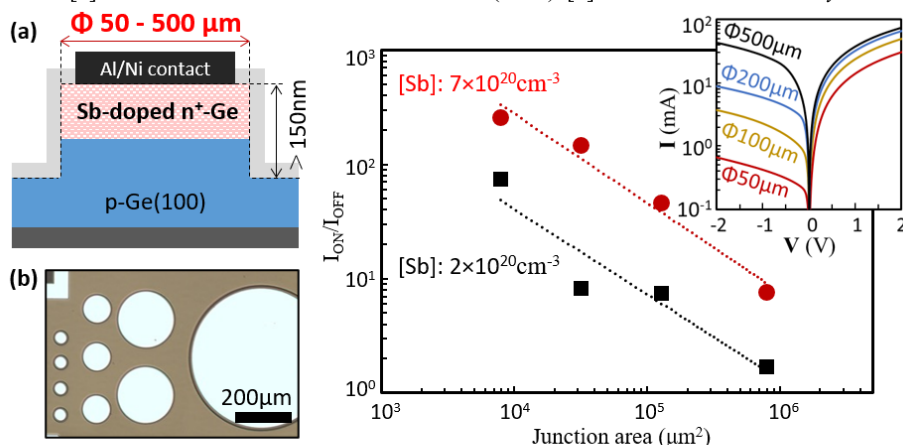 (a)
Φ 50 - 500 µm
Al/Ni contact
Sb-doped n⁺-Ge
> 150nm
p-Ge(100)
(b)
200µm
I_ON/I_OFF
10³
10²
10¹
10⁰
10³
10⁴
10⁵
10⁶
Junction area (µm²)
[Sb]: 7×10²⁰cm⁻³
[Sb]: 2×10²⁰cm⁻³
I (mA)
10²
10¹
10⁰
10⁻¹
Φ500µm
Φ200µm
Φ100µm
Φ50µm
-2
-1
0
1
2
V (V)